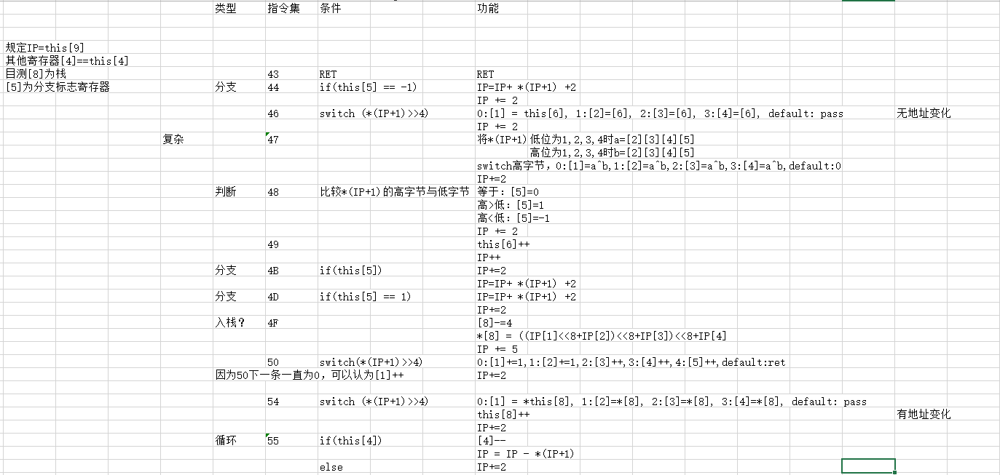 类型 指令集 条件 功能
规定IP=this[9]
其他寄存器[4]==this[4]
目测[8]为栈 43 RET RET
[5]为分支标志寄存器 分支 44 if(this[5] == -1) IP=IP+ *(IP+1) +2
IP += 2
46 switch (*(IP+1)>>4) 0:[1] = this[6], 1:[2]=[6], 2:[3]=[6], 3:[4]=[6], default: pass 无地址变化
IP += 2
复杂 47 将*(IP+1)低位为1,2,3,4时a=[2][3][4][5]
高位为1,2,3,4时b=[2][3][4][5]
switch高字节，0:[1]=a^b,1:[2]=a^b,2:[3]=a^b,3:[4]=a^b,default:0
IP+=2
判断 48 比较*(IP+1)的高字节与低字节 等于：[5]=0
高>低：[5]=1
高<低：[5]=-1
IP += 2
49 this[6]++
IP++
分支 4B if(this[5]) IP+=2
IP=IP+ *(IP+1) +2
分支 4D if(this[5] == 1) IP=IP+ *(IP+1) +2
IP+=2
入栈？ 4F [8]-=4
*[8] = ((IP[1]<<8+IP[2])<<8+IP[3])<<8+IP[4]
IP += 5
50 switch(*(IP+1)>>4) 0:[1]+=1,1:[2]+=1,2:[3]++,3:[4]++,4:[5]++,default:ret
因为50下一条一直为0，可以认为[1]++ IP+=2
54 switch (*(IP+1)>>4) 0:[1] = *this[8], 1:[2]=*[8], 2:[3]=*[8], 3:[4]=*[8], default: pass
this[8]++ 有地址变化
IP+=2
循环 55 if(this[4]) [4]--
IP = IP - *(IP+1)
else IP+=2